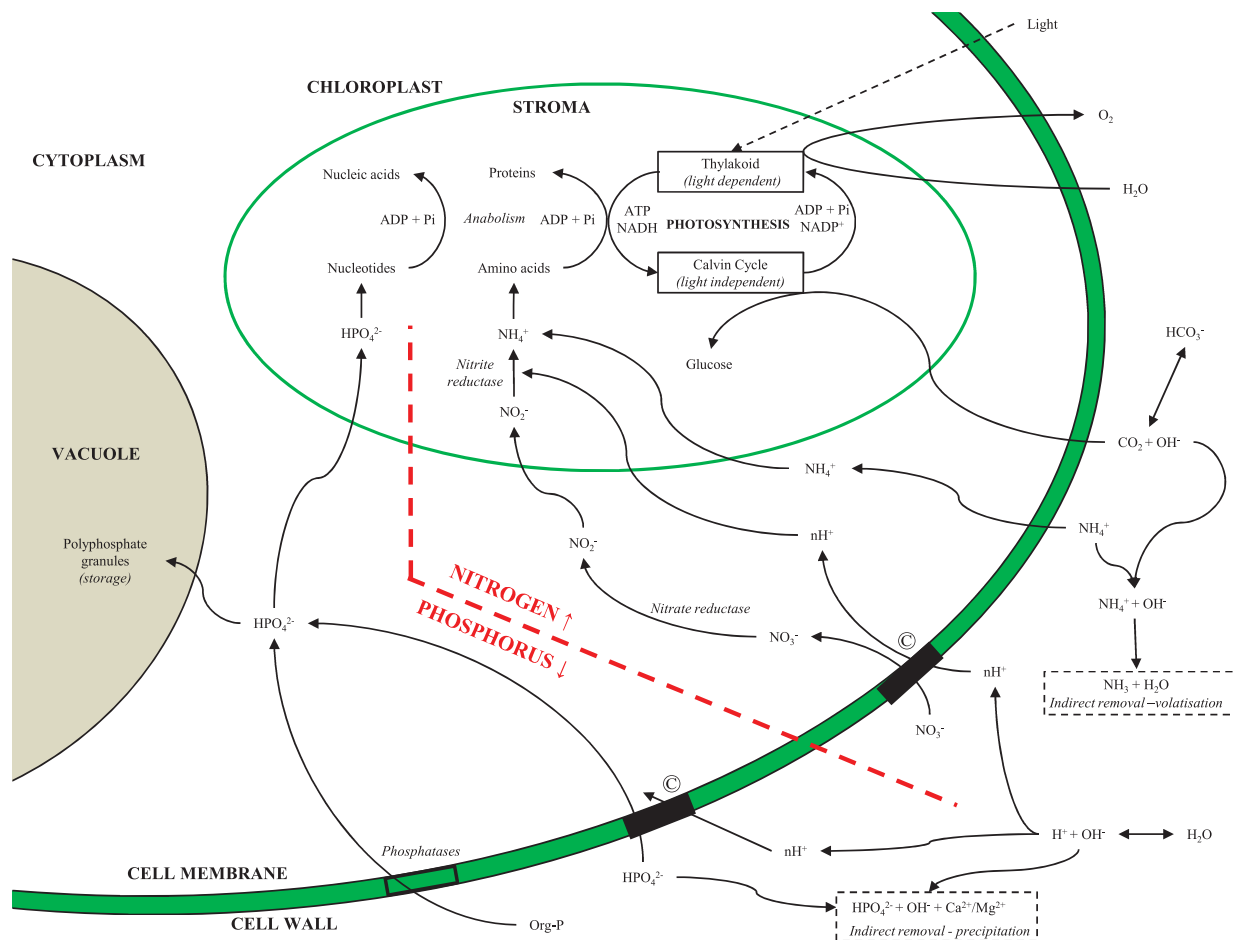 Light
CHLOROPLAST
STROMA
O₂
CYTOPLASM
Nucleic acids
Proteins
Thylakoid
(light dependent)
H₂O
ADP + Pi
Anabolism
ADP + Pi
ATP
NADH
PHOTOSYNTHESIS
ADP + Pi
NADP⁺
Nucleotides
Amino acids
Calvin Cycle
(light independent)
HPO₄²⁻
NH₄⁺
Glucose
HCO₃⁻
Nitrite
reductase
NO₂⁻
VACUOLE
CO₂ + OH⁻
NH₄⁺
NH₄⁺
nH⁺
NO₂⁻
Polyphosphate
granules
(storage)
NITROGEN ↑
PHOSPHORUS ↓
Nitrate reductase
NH₄⁺ + OH⁻
HPO₄²⁻
NO₃⁻
©
nH⁺
NH₃ + H₂O
Indirect removal – volatisation
NO₃⁻
©
H⁺ + OH⁻
H₂O
Phosphatases
nH⁺
CELL MEMBRANE
HPO₄²⁻
HPO₄²⁻ + OH⁻ + Ca²⁺/Mg²⁺
Indirect removal - precipitation
CELL WALL
Org-P